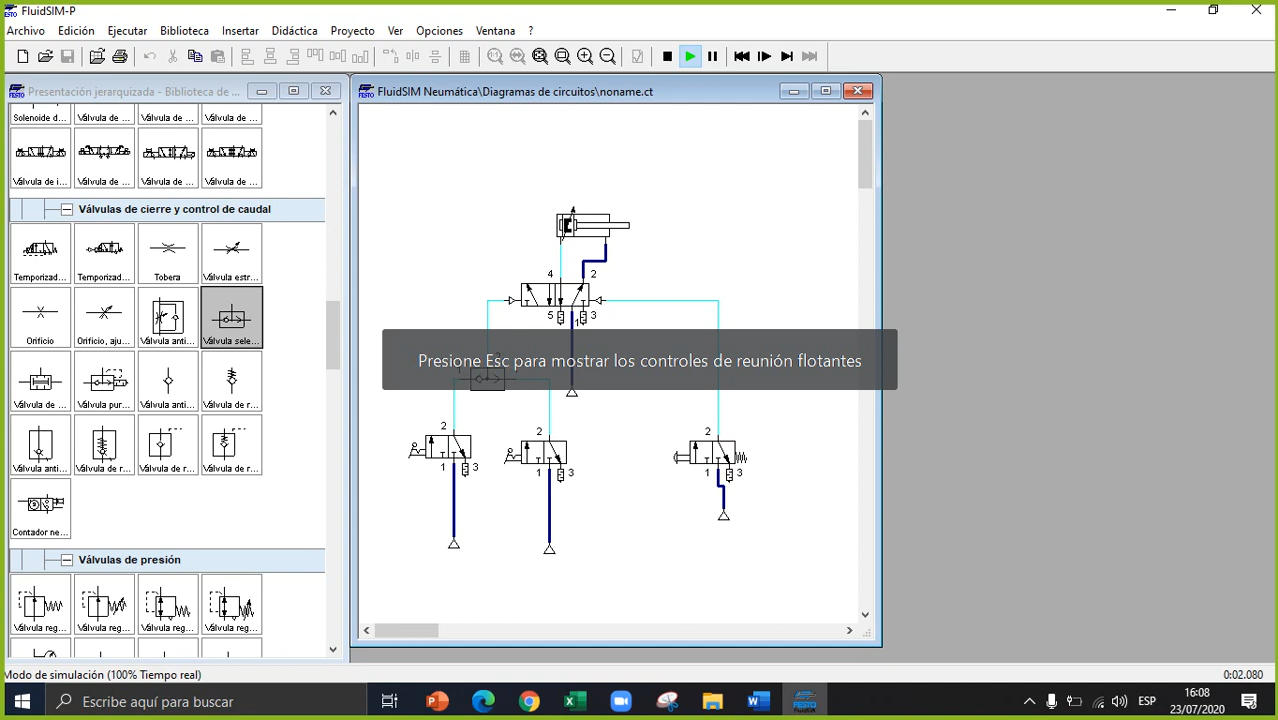 FluidSIM-P
Archivo Edición Ejecutar Biblioteca Insertar Didáctica Proyecto Ver Opciones Ventana ?
Presentación jerarquizada - Biblioteca de ...
Solenoide d... Válvula de Válvula de ... Válvula de
Válvula de i... Válvula de ... Válvula de ... Válvula de ...
Válvulas de cierre y control de caudal
Temporizad... Temporizad... Tobera Válvula estr...
Orificio Orificio, aju... Válvula anti... Válvula sele...
Válvula de ... Válvula pur... Válvula anti... Válvula de r...
Válvula anti... Válvula de r... Válvula de r... Válvula de r...
Contador ne...
Válvulas de presión
Válvula reg... Válvula reg... Válvula reg... Válvula reg...
FluidSIM Neumática\Diagramas de circuitos\noname.ct
4 2
5 1 3
Presione Esc para mostrar los controles de reunión flotantes
2 2 2
1 3 1 3 1 3
Modo de simulación (100% Tiempo real) 0:02.080
Escribe aquí para buscar
ESP
16:08
23/07/2020